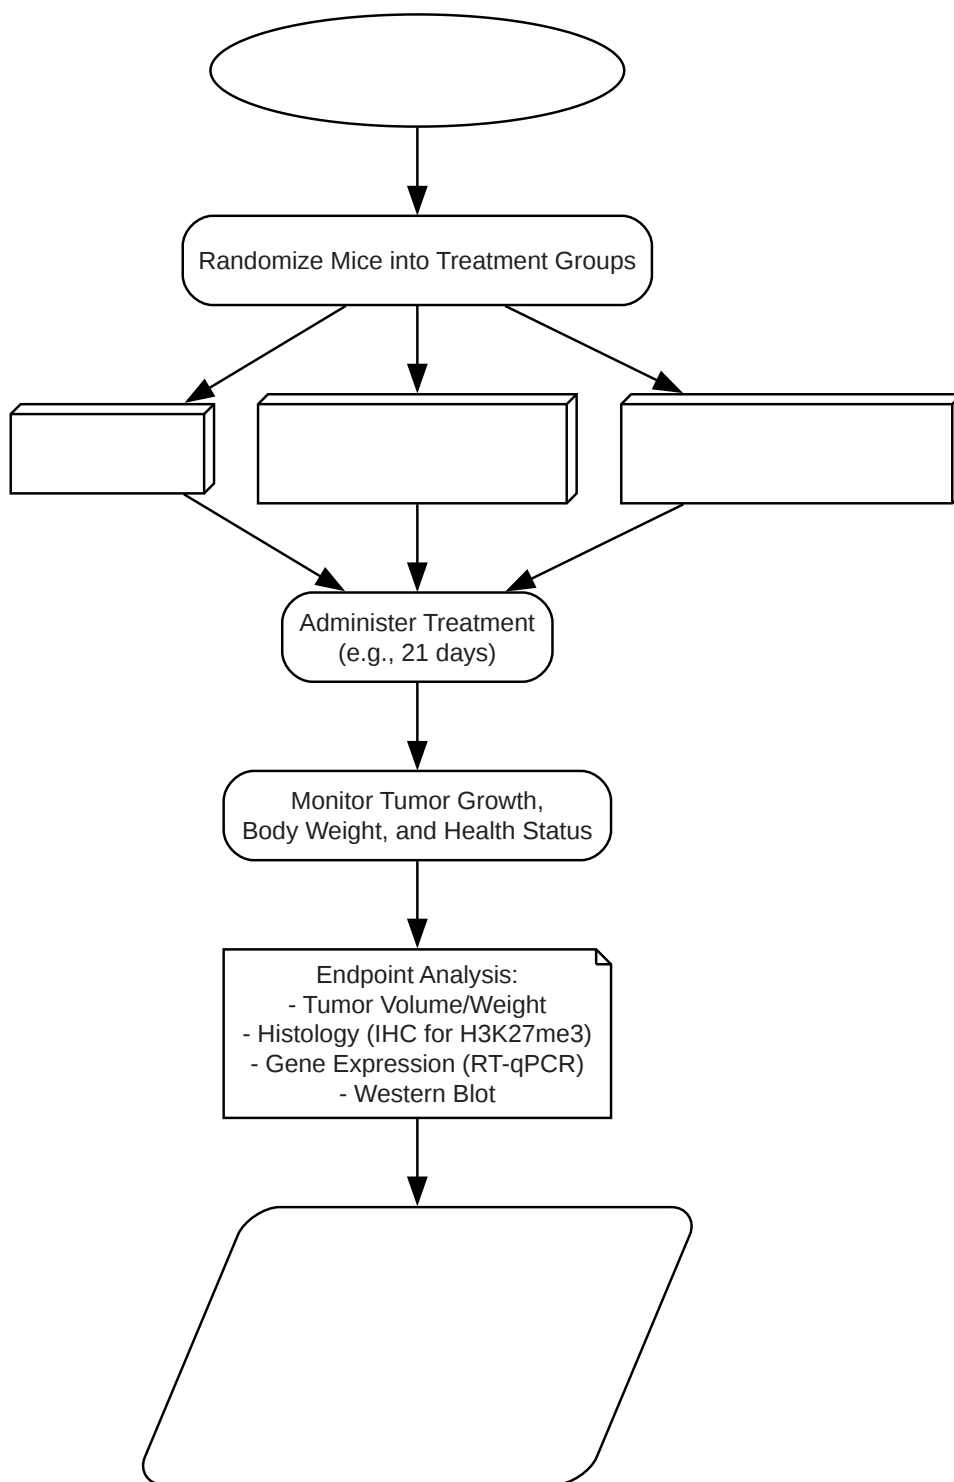 Randomize Mice into Treatment Groups
Administer Treatment
(e.g., 21 days)
Monitor Tumor Growth,
Body Weight, and Health Status
Endpoint Analysis:
- Tumor Volume/Weight
- Histology (IHC for H3K27me3)
- Gene Expression (RT-qPCR)
- Western Blot